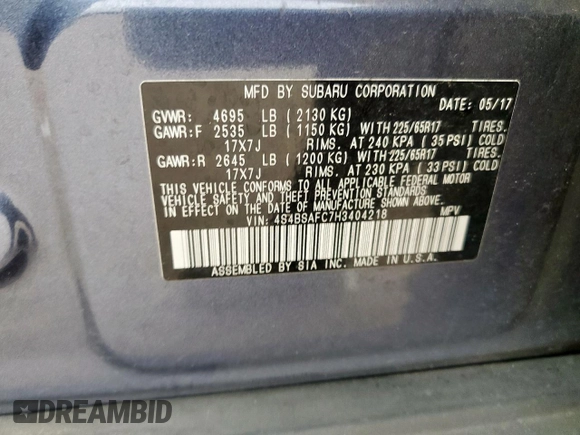 MFD BY SUBARU CORPORATION
DATE: 05/17
GVWR: 4695 LB (2130 KG)
GAWR:F 2535 LB (1150 KG) WITH 225/65R17 TIRES.
17X7J RIMS. AT 240 KPA (35 PSI) COLD
GAWR:R 2645 LB (1200 KG) WITH 225/65R17 TIRES.
17X7J RIMS. AT 230 KPA (33 PSI) COLD
THIS VEHICLE CONFORMS TO ALL APPLICABLE FEDERAL MOTOR
VEHICLE SAFETY AND THEFT PREVENTION STANDARDS
IN EFFECT ON THE DATE OF MANUFACTURE SHOWN ABOVE.
VIN: 4S4BSAFC7H3404218 MPV
ASSEMBLED BY SIA INC. MADE IN U.S.A.
DREAMBID